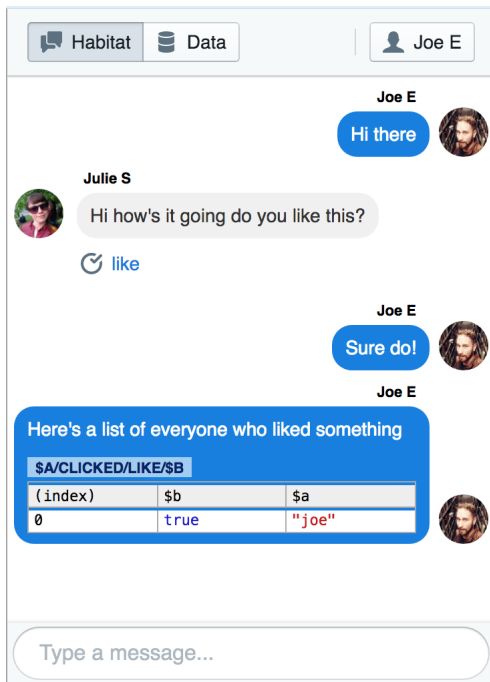 Habitat Data Joe E
Joe E
Hi there
Julie S
Hi how's it going do you like this?
like
Joe E
Sure do!
Joe E
Here's a list of everyone who liked something
$A/CLICKED/LIKE/$B
(index) $b $a
0 true "joe"
Type a message...